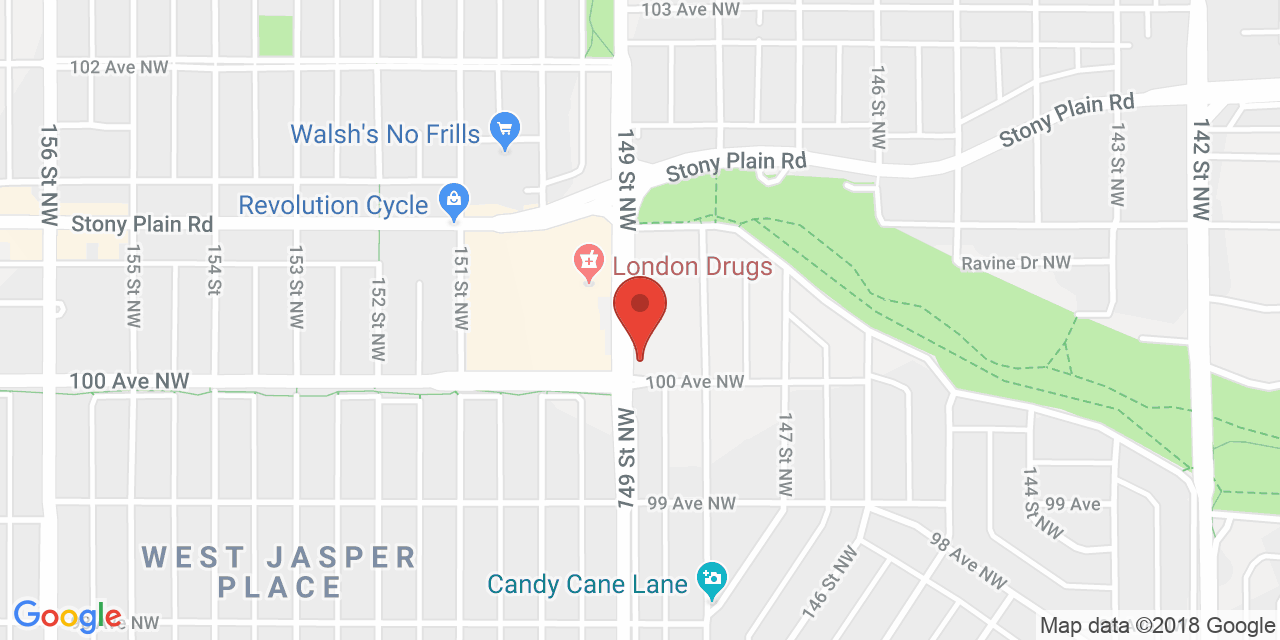 103 Ave NW
102 Ave NW
146 St NW
Stony Plain Rd
156 St NW
Walsh's No Frills
149 St NW
143 St NW
142 St NW
Stony Plain Rd
Revolution Cycle
Stony Plain Rd
155 St NW
154 St
153 St NW
152 St NW
151 St NW
London Drugs
Ravine Dr NW
100 Ave NW
100 Ave NW
149 St NW
147 St NW
99 Ave NW
144 St NW
99 Ave
98 Ave NW
WEST JASPER
PLACE
Candy Cane Lane
146 St NW
Google
Ave NW
Map data ©2018 Google